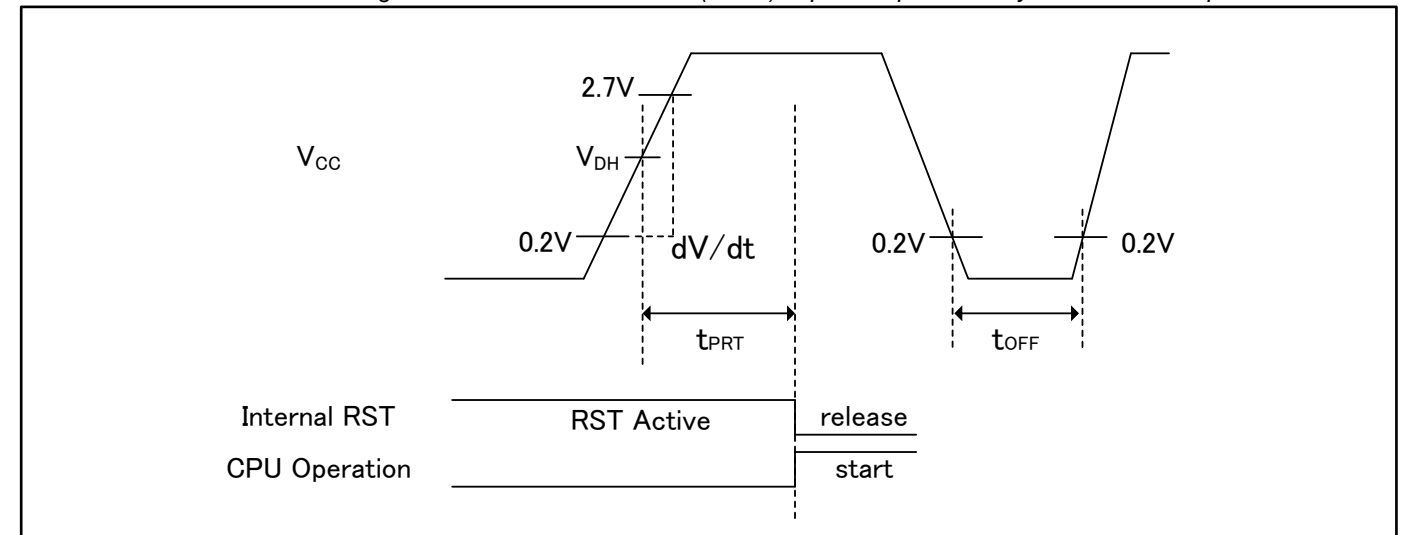 2.7V
VCC
VDH
0.2V
dV/dt
0.2V
0.2V
tPRT
tOFF
Internal RST
RST Active
release
CPU Operation
start